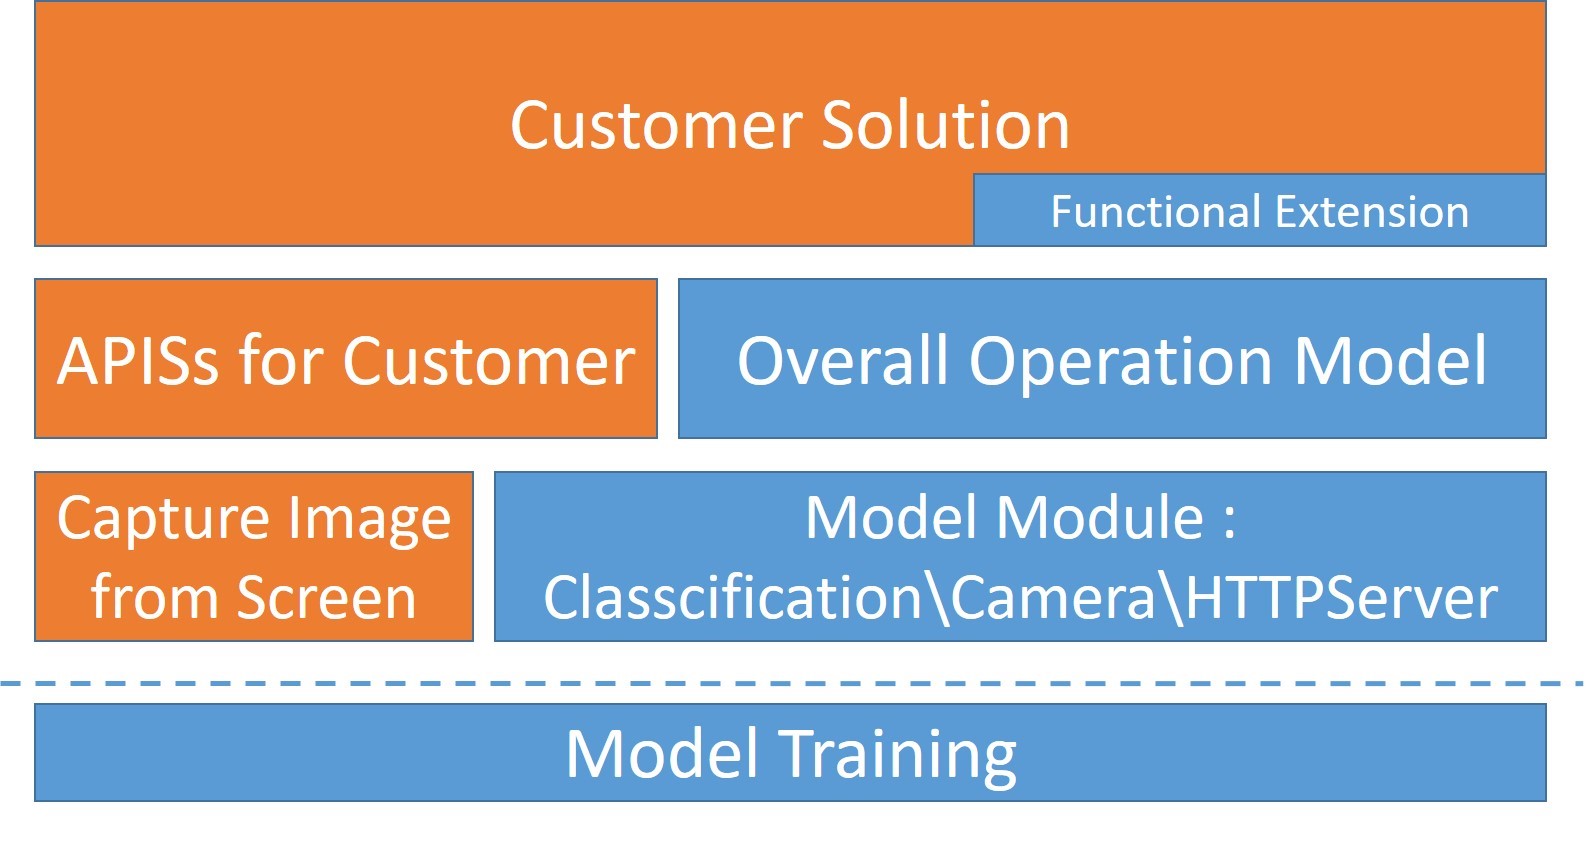 Customer Solution
Functional Extension
APISs for Customer
Overall Operation Model
Capture Image
from Screen
Model Module :
Classcification\Camera\HTTPServer
Model Training